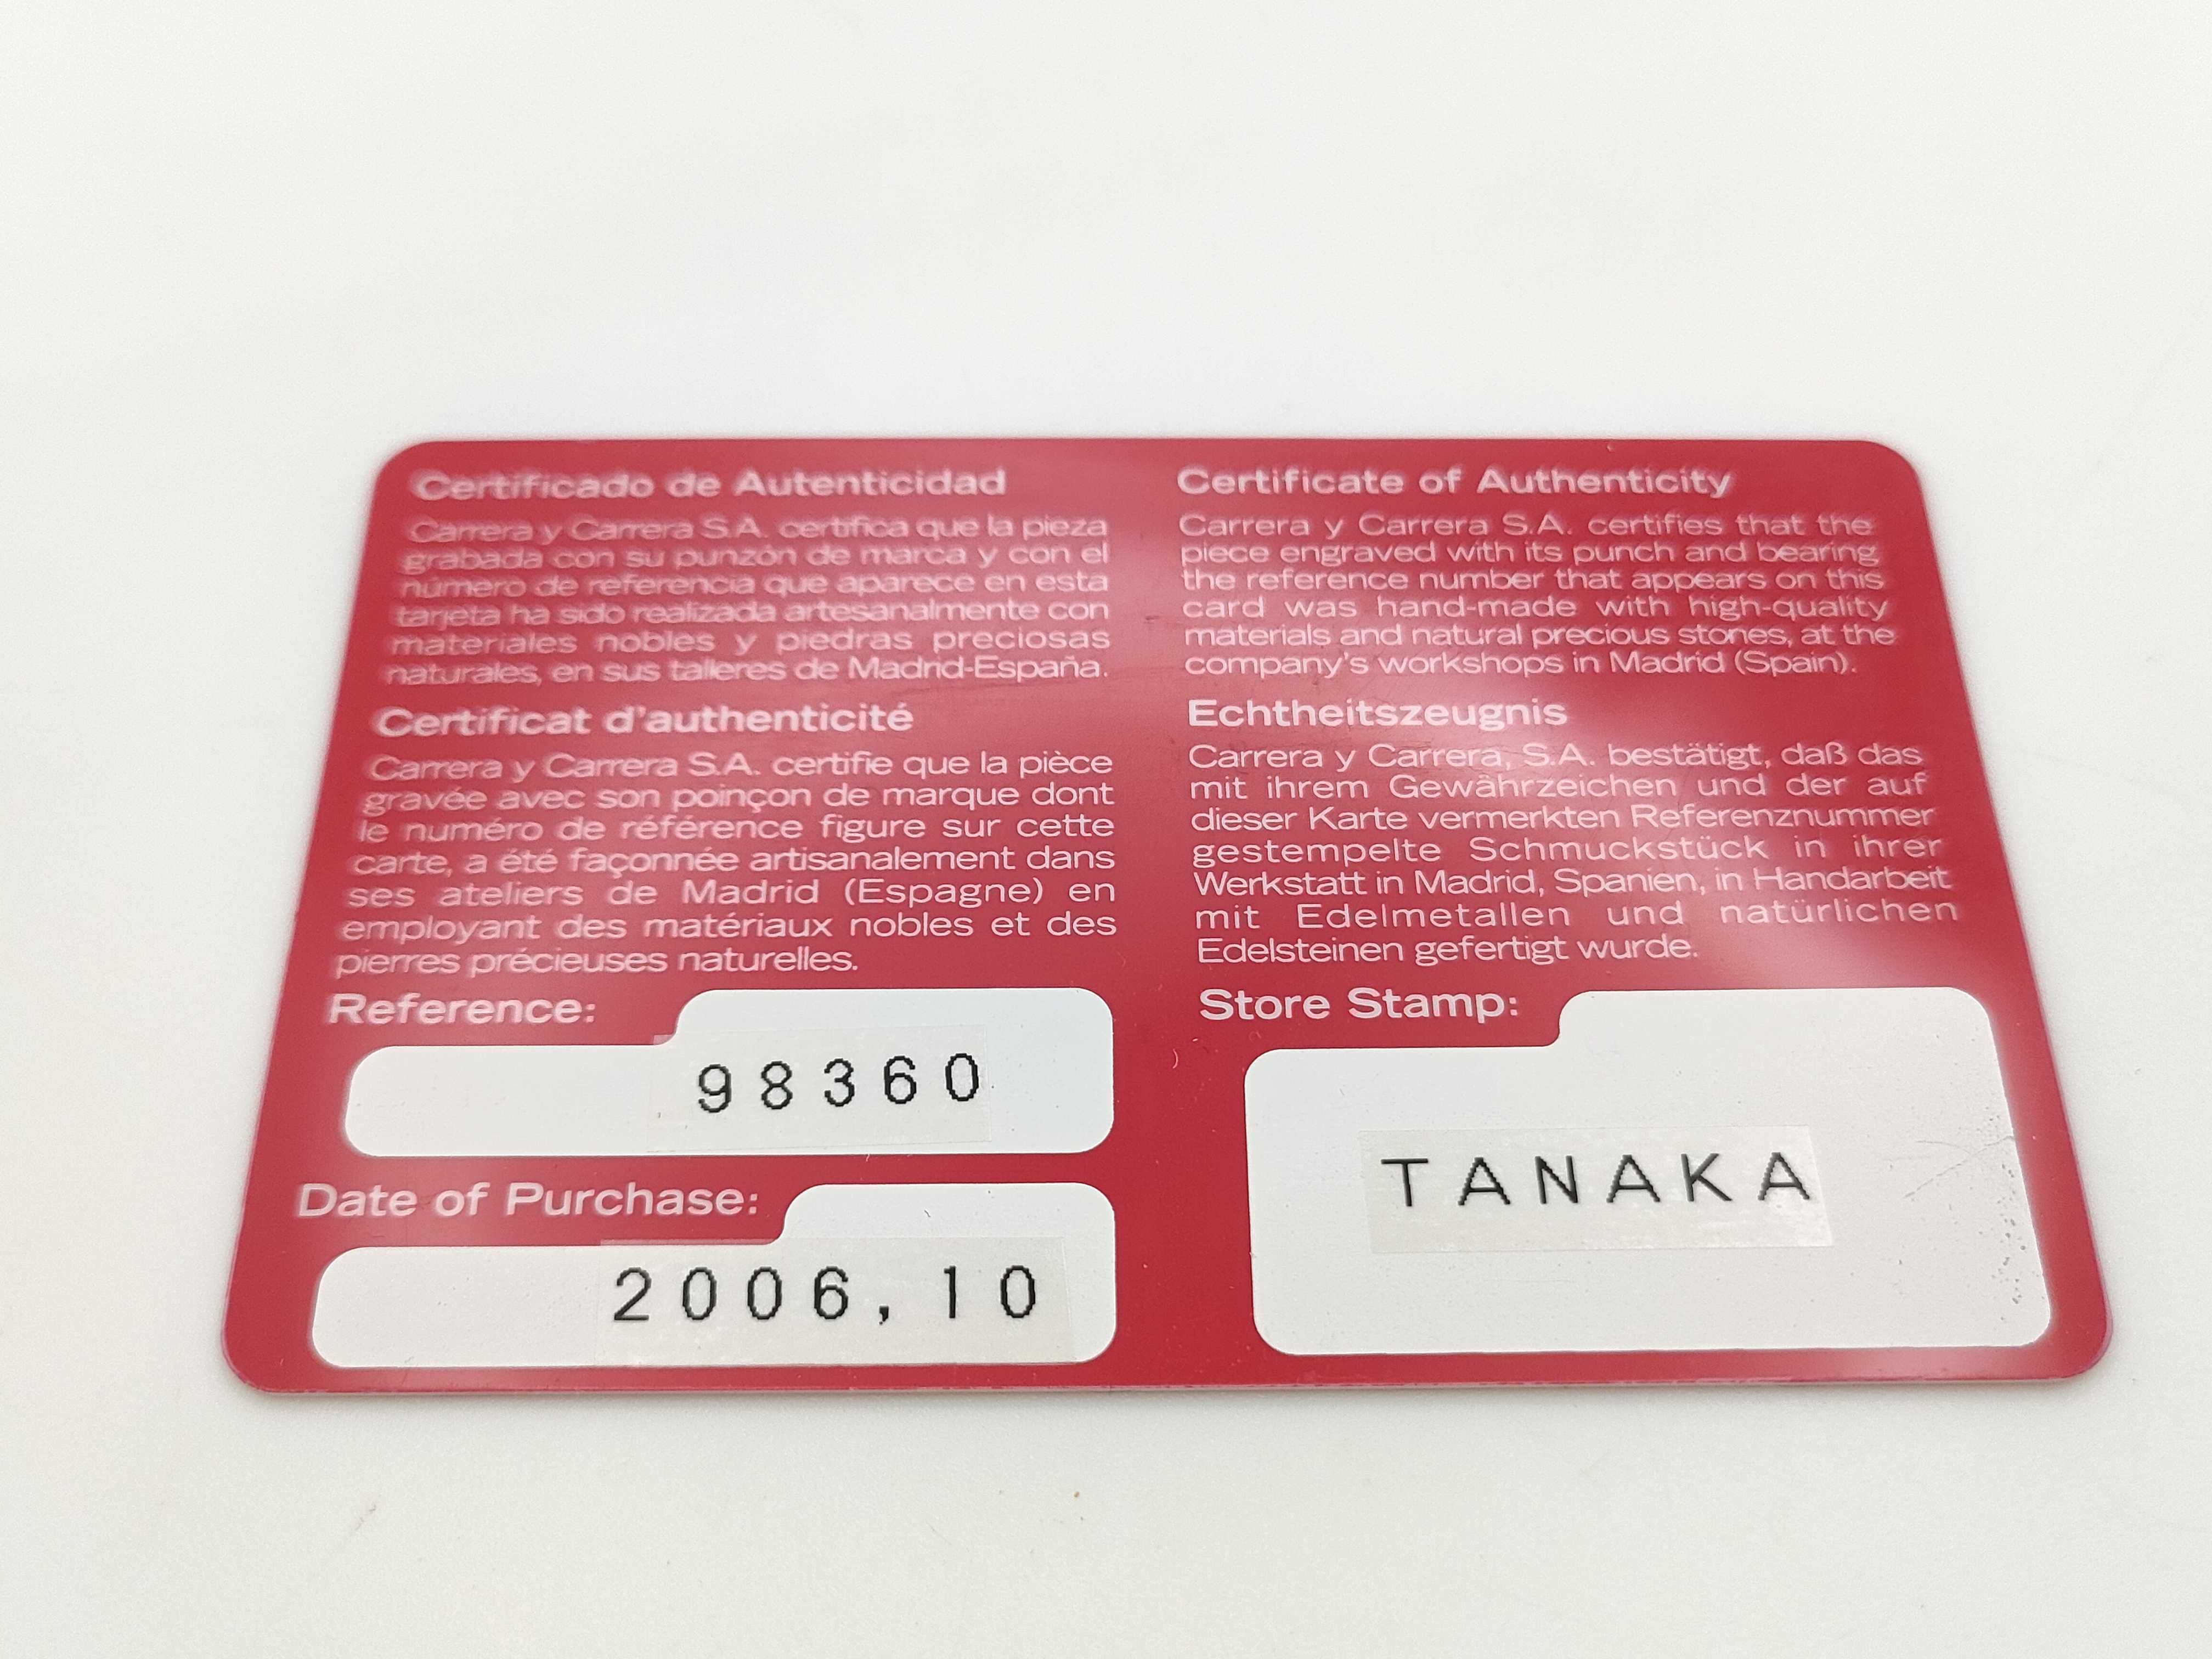 Certificado de Autenticidad
Carrera y Carrera S.A. certifica que la pieza
grabada con su punzón de marca y con el
número de referencia que aparece en esta
tarjeta ha sido realizada artesanalmente con
materiales nobles y piedras preciosas
naturales, en sus talleres de Madrid-España.
Certificat d'authenticité
Carrera y Carrera S.A. certifie que la pièce
gravée avec son poinçon de marque dont
le numéro de référence figure sur cette
carte, a été façonnée artisanalement dans
ses ateliers de Madrid (Espagne) en
employant des matériaux nobles et des
pierres précieuses naturelles.
Reference:
98360
Date of Purchase:
2006,10
Certificate of Authenticity
Carrera y Carrera S.A. certifies that the
piece engraved with its punch and bearing
the reference number that appears on this
card was hand-made with high-quality
materials and natural precious stones, at the
company's workshops in Madrid (Spain).
Echtheitszeugnis
Carrera y Carrera, S.A. bestätigt, daß das
mit ihrem Gewährzeichen und der auf
dieser Karte vermerkten Referenznummer
gestempelte Schmuckstück in ihrer
Werkstatt in Madrid, Spanien, in Handarbeit
mit Edelmetallen und natürlichen
Edelsteinen gefertigt wurde.
Store Stamp:
TANAKA